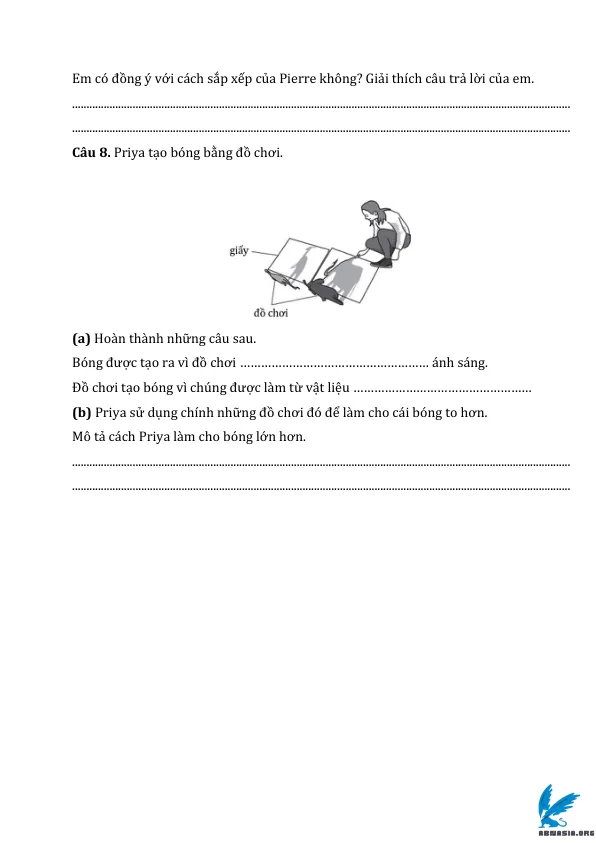 Em có đồng ý với cách sắp xếp của Pierre không? Giải thích câu trả lời của em.
................................................................................
................................................................................
Câu 8. Priya tạo bóng bằng đồ chơi.
giấy
đồ chơi
(a) Hoàn thành những câu sau.
Bóng được tạo ra vì đồ chơi ……………………………………………… ánh sáng.
Đồ chơi tạo bóng vì chúng được làm từ vật liệu ……………………………………………
(b) Priya sử dụng chính những đồ chơi đó để làm cho cái bóng to hơn.
Mô tả cách Priya làm cho bóng lớn hơn.
................................................................................
................................................................................
ABNASIA.ORG